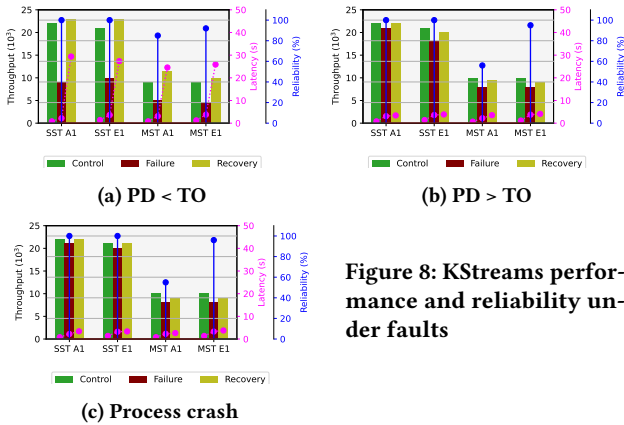 25
20
15
10
5
0
Throughput (10³)
SST A1 SST E1 MST A1 MST E1
50
40
30
20
10
0
Latency (s)
100
80
60
40
20
0
Reliability (%)
Control Failure Recovery
(a) PD < TO
25
20
15
10
5
0
Throughput (10³)
SST A1 SST E1 MST A1 MST E1
50
40
30
20
10
0
Latency (s)
100
80
60
40
20
0
Reliability (%)
Control Failure Recovery
(b) PD > TO
25
20
15
10
5
0
Throughput (10³)
SST A1 SST E1 MST A1 MST E1
50
40
30
20
10
0
Latency (s)
100
80
60
40
20
0
Reliability (%)
Control Failure Recovery
(c) Process crash
Figure 8: KStreams perfor-
mance and reliability un-
der faults